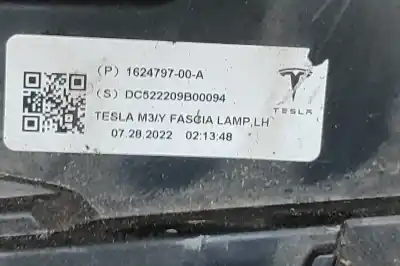 (P) 1624797-00-A
(S) DC522209B00094
TESLA
TESLA M3/Y FASCIA LAMP,LH
07.28.2022 02:13:48